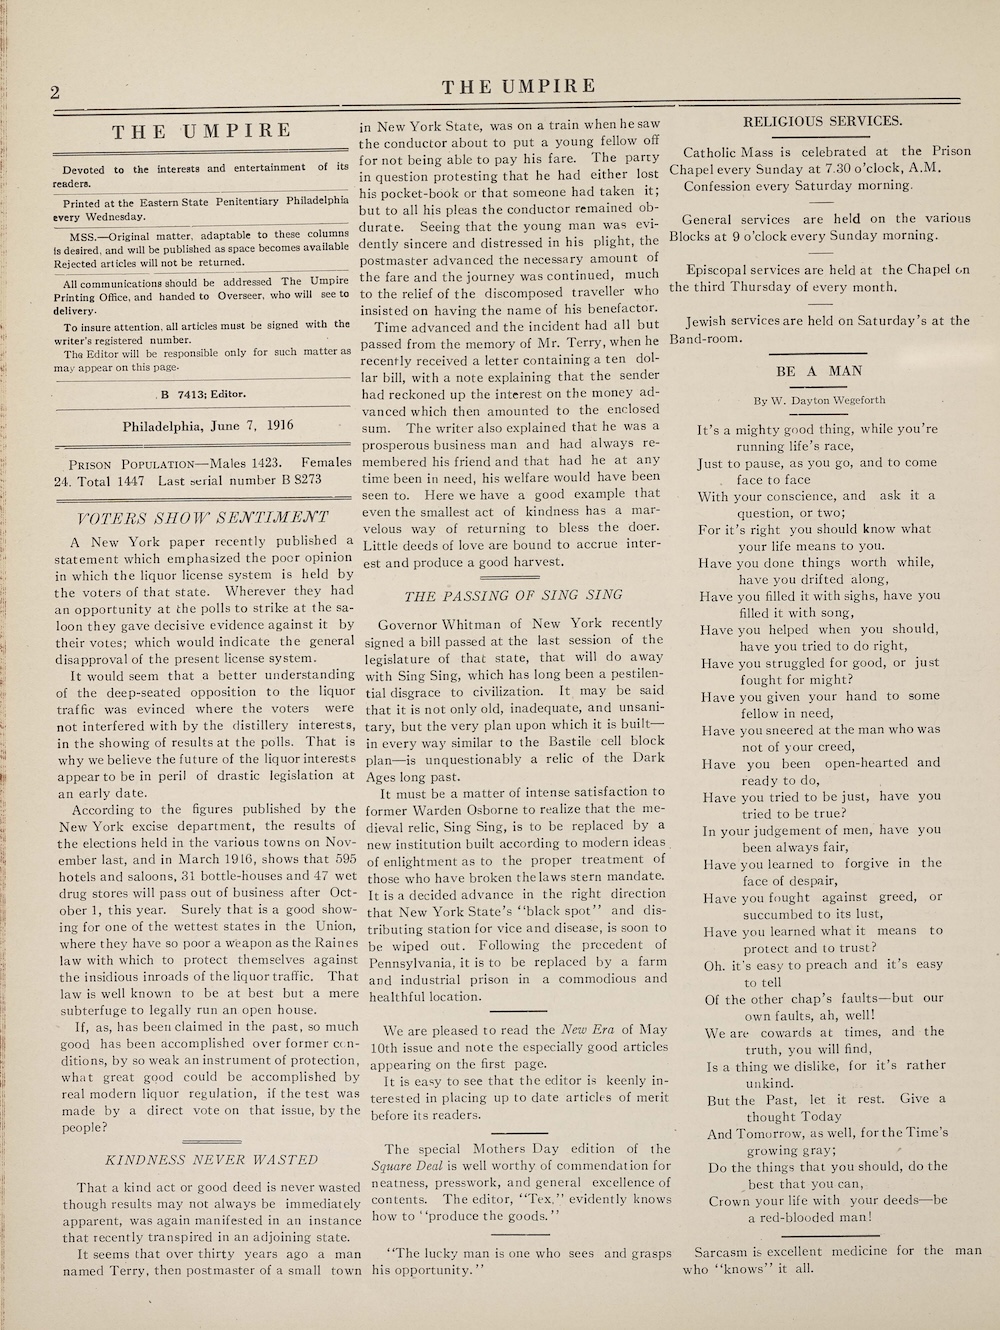 2
THE UMPIRE
THE UMPIRE
Devoted to the interests and entertainment of its
readers.
Printed at the Eastern State Penitentiary Philadelphia
every Wednesday.
MSS.—Original matter, adaptable to these columns
is desired, and will be published as space becomes available
Rejected articles will not be returned.
All communications should be addressed The Umpire
Printing Office, and handed to Overseer, who will see to
delivery.
To insure attention, all articles must be signed with the
writer's registered number.
The Editor will be responsible only for such matter as
may appear on this page.
B 7413; Editor.
Philadelphia, June 7, 1916
PRISON POPULATION—Males 1423. Females
24. Total 1447 Last serial number B 8273
VOTERS SHOW SENTIMENT
A New York paper recently published a
statement which emphasized the poor opinion
in which the liquor license system is held by
the voters of that state. Wherever they had
an opportunity at the polls to strike at the sa-
loon they gave decisive evidence against it by
their votes; which would indicate the general
disapproval of the present license system.
It would seem that a better understanding
of the deep-seated opposition to the liquor
traffic was evinced where the voters were
not interfered with by the distillery interests,
in the showing of results at the polls. That is
why we believe the future of the liquor interests
appear to be in peril of drastic legislation at
an early date.
According to the figures published by the
New York excise department, the results of
the elections held in the various towns on Nov-
ember last, and in March 1916, shows that 595
hotels and saloons, 31 bottle-houses and 47 wet
drug stores will pass out of business after Oct-
ober 1, this year. Surely that is a good show-
ing for one of the wettest states in the Union,
where they have so poor a weapon as the Raines
law with which to protect themselves against
the insidious inroads of the liquor traffic. That
law is well known to be at best but a mere
subterfuge to legally run an open house.
If, as, has been claimed in the past, so much
good has been accomplished over former con-
ditions, by so weak an instrument of protection,
what great good could be accomplished by
real modern liquor regulation, if the test was
made by a direct vote on that issue, by the
people?
KINDNESS NEVER WASTED
That a kind act or good deed is never wasted
though results may not always be immediately
apparent, was again manifested in an instance
that recently transpired in an adjoining state.
It seems that over thirty years ago a man
named Terry, then postmaster of a small town
in New York State, was on a train when he saw
the conductor about to put a young fellow off
for not being able to pay his fare. The party
in question protesting that he had either lost
his pocket-book or that someone had taken it;
but to all his pleas the conductor remained ob-
durate. Seeing that the young man was evi-
dently sincere and distressed in his plight, the
postmaster advanced the necessary amount of
the fare and the journey was continued, much
to the relief of the discomposed traveller who
insisted on having the name of his benefactor.
Time advanced and the incident had all but
passed from the memory of Mr. Terry, when he
recently received a letter containing a ten dol-
lar bill, with a note explaining that the sender
had reckoned up the interest on the money ad-
vanced which then amounted to the enclosed
sum. The writer also explained that he was a
prosperous business man and had always re-
membered his friend and that had he at any
time been in need, his welfare would have been
seen to. Here we have a good example that
even the smallest act of kindness has a mar-
velous way of returning to bless the doer.
Little deeds of love are bound to accrue inter-
est and produce a good harvest.
THE PASSING OF SING SING
Governor Whitman of New York recently
signed a bill passed at the last session of the
legislature of that state, that will do away
with Sing Sing, which has long been a pestilen-
tial disgrace to civilization. It may be said
that it is not only old, inadequate, and unsani-
tary, but the very plan upon which it is built—
in every way similar to the Bastile cell block
plan—is unquestionably a relic of the Dark
Ages long past.
It must be a matter of intense satisfaction to
former Warden Osborne to realize that the me-
dieval relic, Sing Sing, is to be replaced by a
new institution built according to modern ideas
of enlightment as to the proper treatment of
those who have broken the laws stern mandate.
It is a decided advance in the right direction
that New York State's "black spot" and dis-
tributing station for vice and disease, is soon to
be wiped out. Following the precedent of
Pennsylvania, it is to be replaced by a farm
and industrial prison in a commodious and
healthful location.
We are pleased to read the New Era of May
10th issue and note the especially good articles
appearing on the first page.
It is easy to see that the editor is keenly in-
terested in placing up to date articles of merit
before its readers.
The special Mothers Day edition of the
Square Deal is well worthy of commendation for
neatness, presswork, and general excellence of
contents. The editor, "Tex," evidently knows
how to "produce the goods."
"The lucky man is one who sees and grasps
his opportunity."
RELIGIOUS SERVICES.
Catholic Mass is celebrated at the Prison
Chapel every Sunday at 7.30 o'clock, A.M.
Confession every Saturday morning.
General services are held on the various
Blocks at 9 o'clock every Sunday morning.
Episcopal services are held at the Chapel on
the third Thursday of every month.
Jewish services are held on Saturday's at the
Band-room.
BE A MAN
By W. Dayton Wegeforth
It's a mighty good thing, while you're
running life's race,
Just to pause, as you go, and to come
face to face
With your conscience, and ask it a
question, or two;
For it's right you should know what
your life means to you.
Have you done things worth while,
have you drifted along,
Have you filled it with sighs, have you
filled it with song,
Have you helped when you should,
have you tried to do right,
Have you struggled for good, or just
fought for might?
Have you given your hand to some
fellow in need,
Have you sneered at the man who was
not of your creed,
Have you been open-hearted and
ready to do,
Have you tried to be just, have you
tried to be true?
In your judgement of men, have you
been always fair,
Have you learned to forgive in the
face of despair,
Have you fought against greed, or
succumbed to its lust,
Have you learned what it means to
protect and to trust?
Oh. it's easy to preach and it's easy
to tell
Of the other chap's faults—but our
own faults, ah, well!
We are cowards at times, and the
truth, you will find,
Is a thing we dislike, for it's rather
unkind.
But the Past, let it rest. Give a
thought Today
And Tomorrow, as well, for the Time's
growing gray;
Do the things that you should, do the
best that you can,
Crown your life with your deeds—be
a red-blooded man!
Sarcasm is excellent medicine for the man
who "knows" it all.